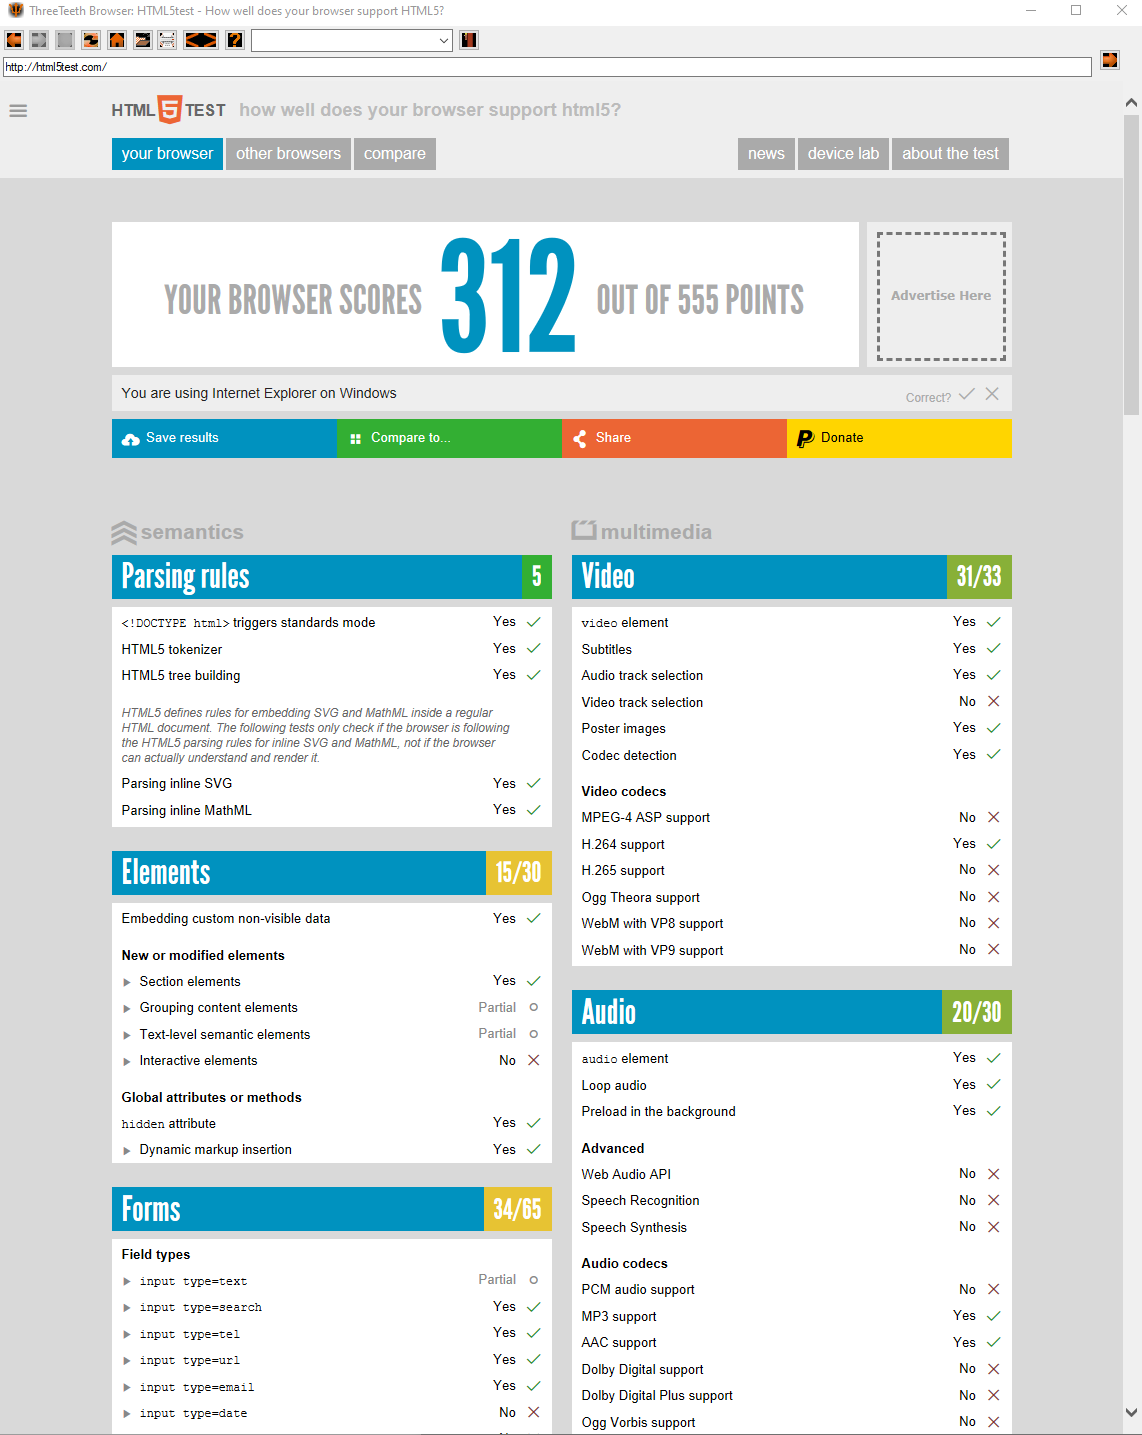 ThreeTeeth Browser: HTML5test - How well does your browser support HTML5?
http://html5test.com/
HTML 5 TEST how well does your browser support html5?
your browser other browsers compare news device lab about the test
YOUR BROWSER SCORES 312 OUT OF 555 POINTS
Advertise Here
You are using Internet Explorer on Windows Correct?
Save results Compare to... Share Donate
semantics
Parsing rules 5
<!DOCTYPE html> triggers standards mode Yes
HTML5 tokenizer Yes
HTML5 tree building Yes
HTML5 defines rules for embedding SVG and MathML inside a regular
HTML document. The following tests only check if the browser is following
the HTML5 parsing rules for inline SVG and MathML, not if the browser
can actually understand and render it.
Parsing inline SVG Yes
Parsing inline MathML Yes
Elements 15/30
Embedding custom non-visible data Yes
New or modified elements
Section elements Yes
Grouping content elements Partial
Text-level semantic elements Partial
Interactive elements No
Global attributes or methods
hidden attribute Yes
Dynamic markup insertion Yes
Forms 34/65
Field types
input type=text Partial
input type=search Yes
input type=tel Yes
input type=url Yes
input type=email Yes
input type=date No
multimedia
Video 31/33
video element Yes
Subtitles Yes
Audio track selection Yes
Video track selection No
Poster images Yes
Codec detection Yes
Video codecs
MPEG-4 ASP support No
H.264 support Yes
H.265 support No
Ogg Theora support No
WebM with VP8 support No
WebM with VP9 support No
Audio 20/30
audio element Yes
Loop audio Yes
Preload in the background Yes
Advanced
Web Audio API No
Speech Recognition No
Speech Synthesis No
Audio codecs
PCM audio support No
MP3 support Yes
AAC support Yes
Dolby Digital support No
Dolby Digital Plus support No
Ogg Vorbis support No